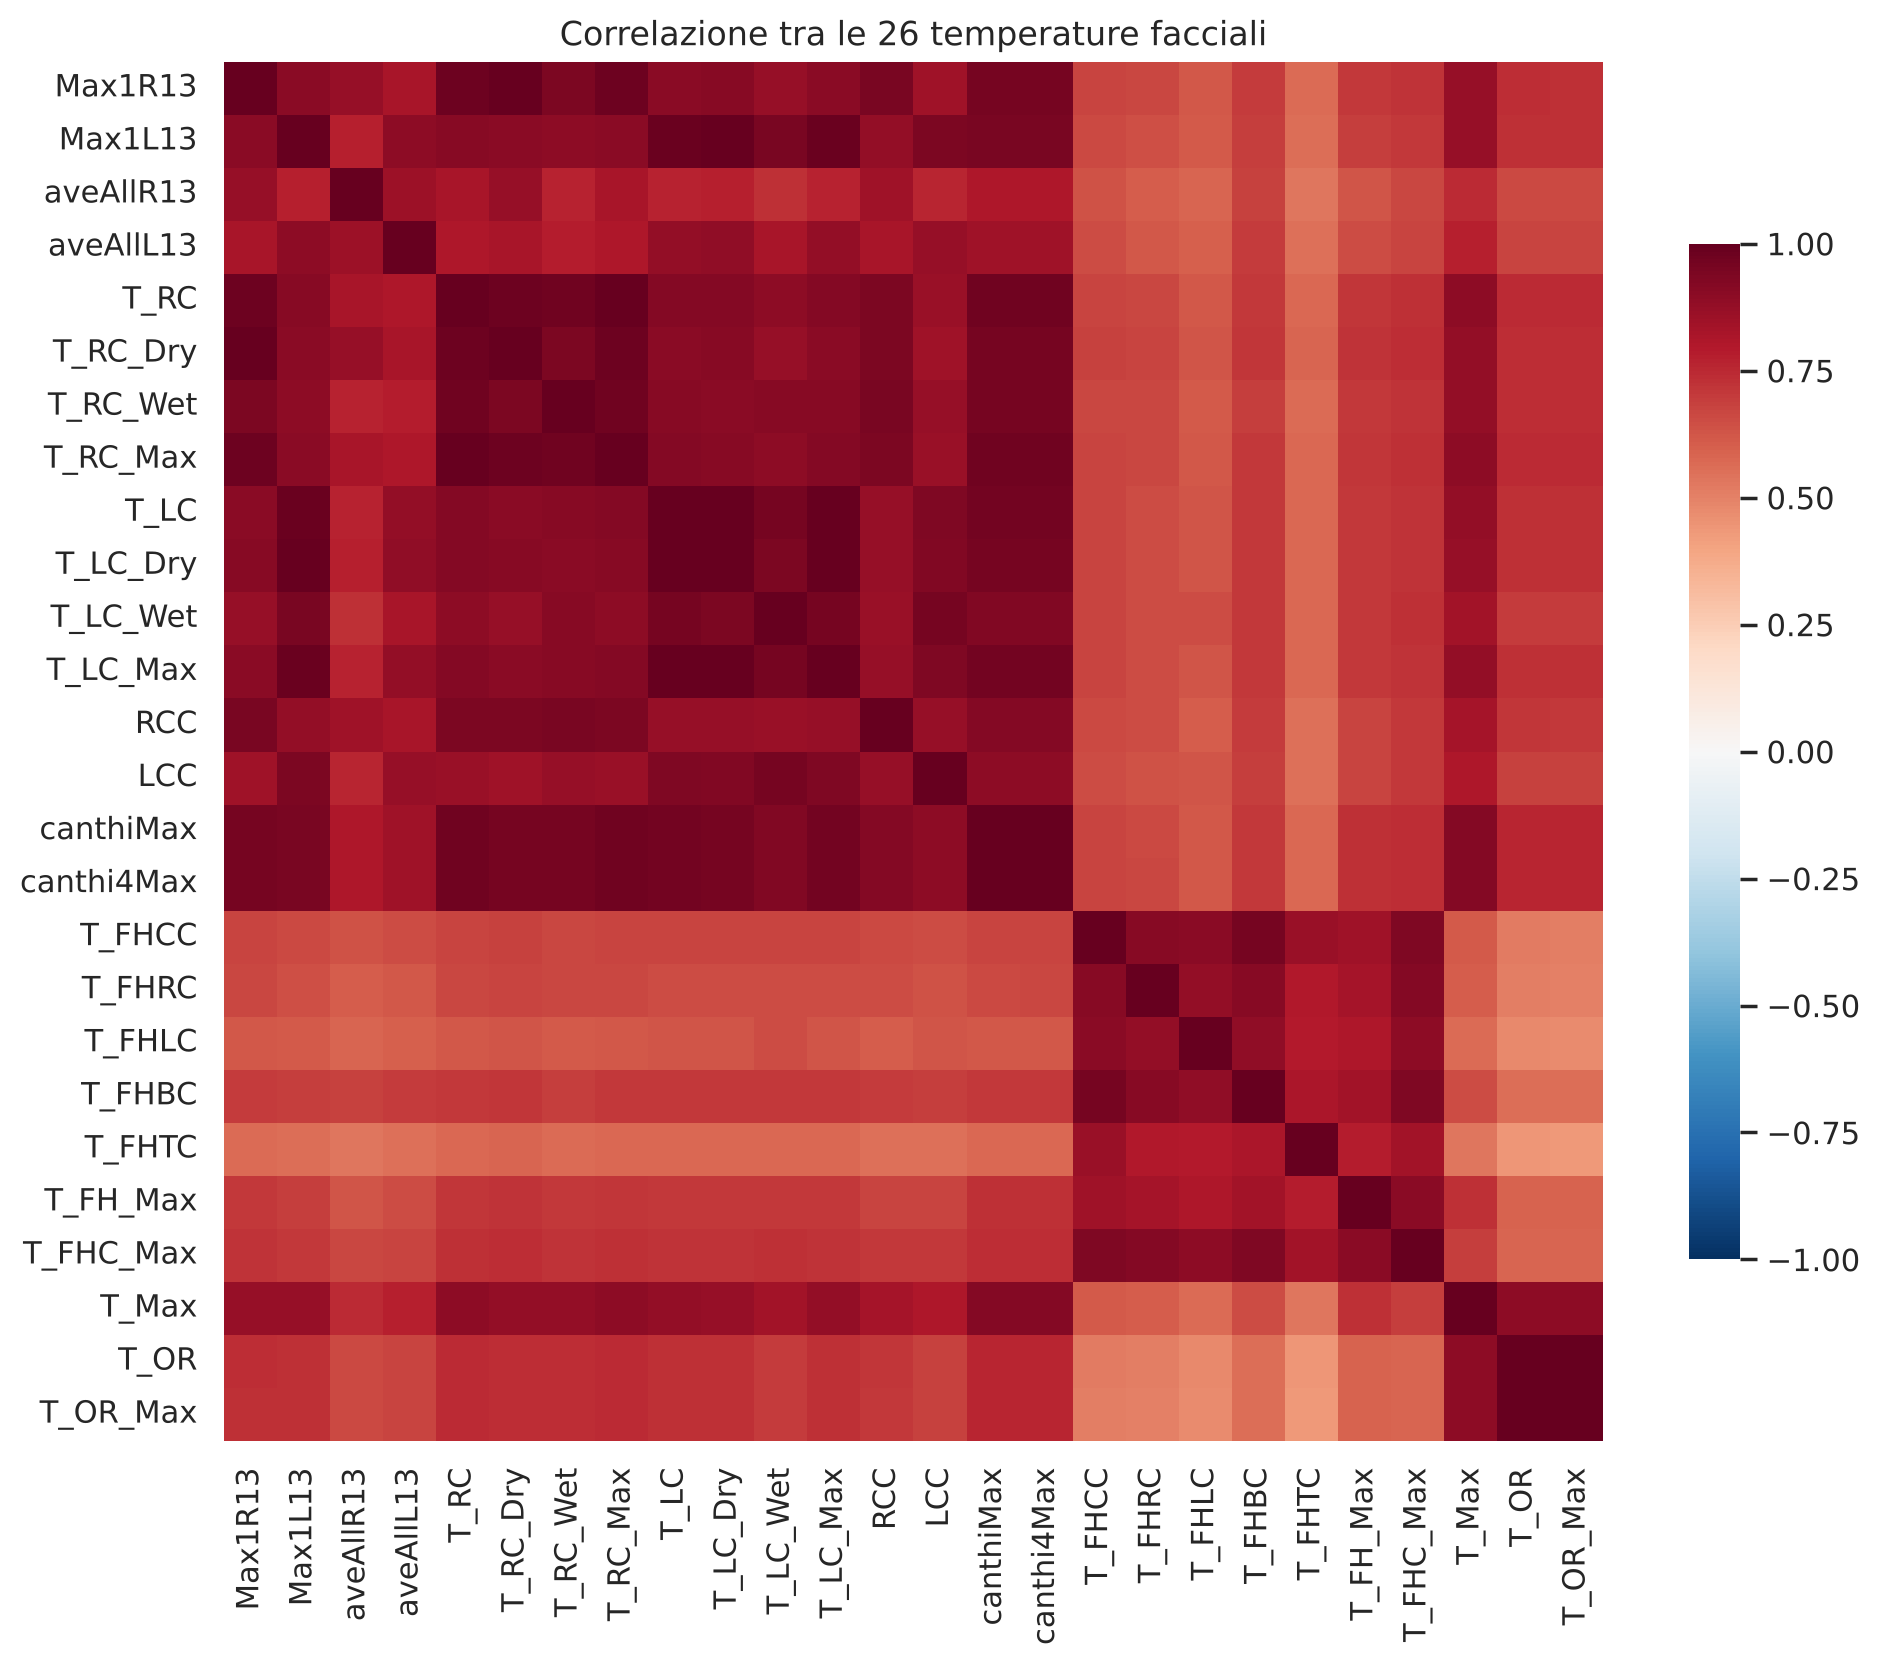 Correlazione tra le 26 temperature facciali
Max1R13
Max1L13
aveAllR13
aveAllL13
T_RC
T_RC_Dry
T_RC_Wet
T_RC_Max
T_LC
T_LC_Dry
T_LC_Wet
T_LC_Max
RCC
LCC
canthiMax
canthi4Max
T_FHCC
T_FHRC
T_FHLC
T_FHBC
T_FHTC
T_FH_Max
T_FHC_Max
T_Max
T_OR
T_OR_Max
Max1R13
Max1L13
aveAllR13
aveAllL13
T_RC
T_RC_Dry
T_RC_Wet
T_RC_Max
T_LC
T_LC_Dry
T_LC_Wet
T_LC_Max
RCC
LCC
canthiMax
canthi4Max
T_FHCC
T_FHRC
T_FHLC
T_FHBC
T_FHTC
T_FH_Max
T_FHC_Max
T_Max
T_OR
T_OR_Max
1.00
0.75
0.50
0.25
0.00
−0.25
−0.50
−0.75
−1.00